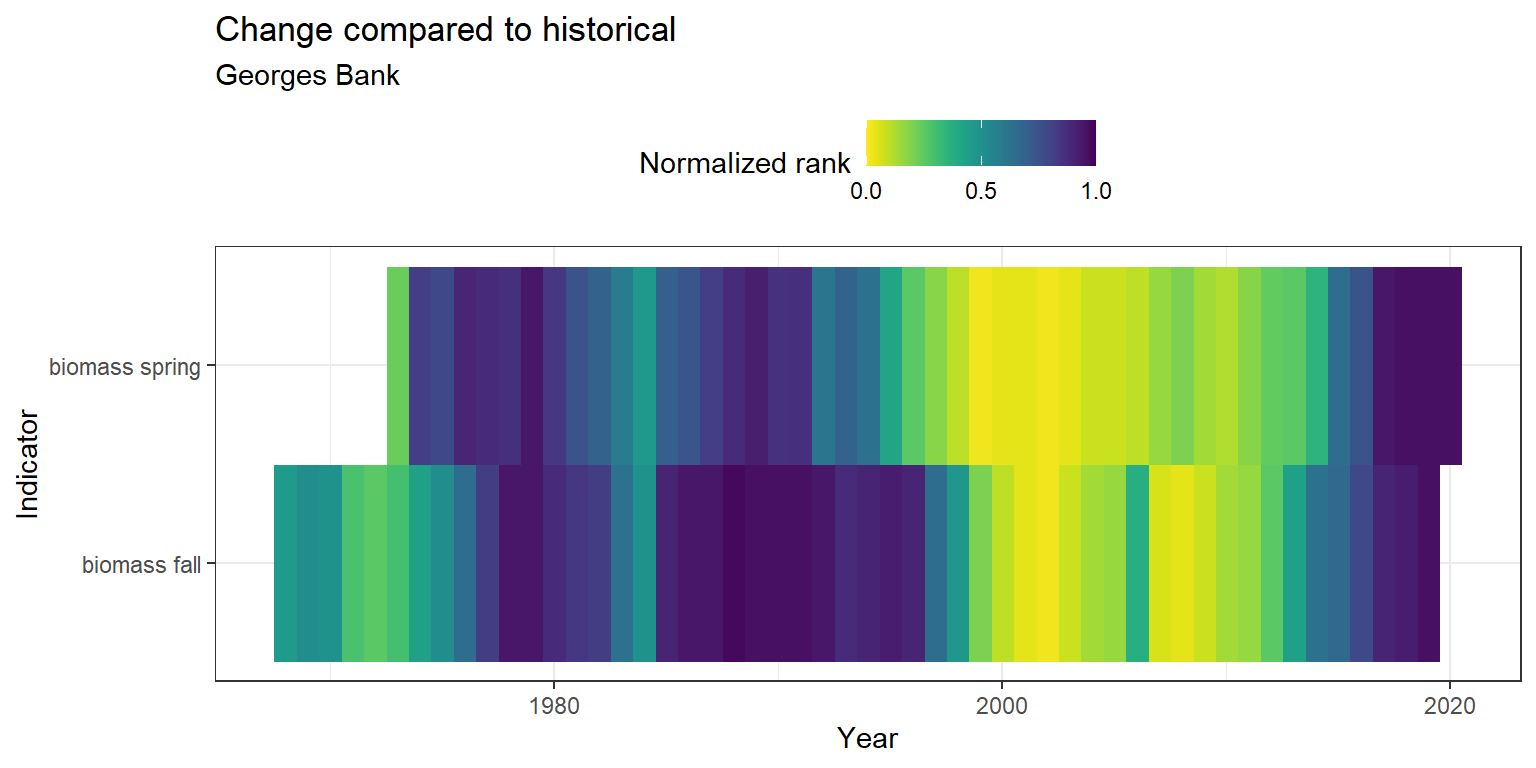 Change compared to historical
Georges Bank
Normalized rank
0.0 0.5 1.0
biomass spring
biomass fall
Indicator
1980 2000 2020
Year